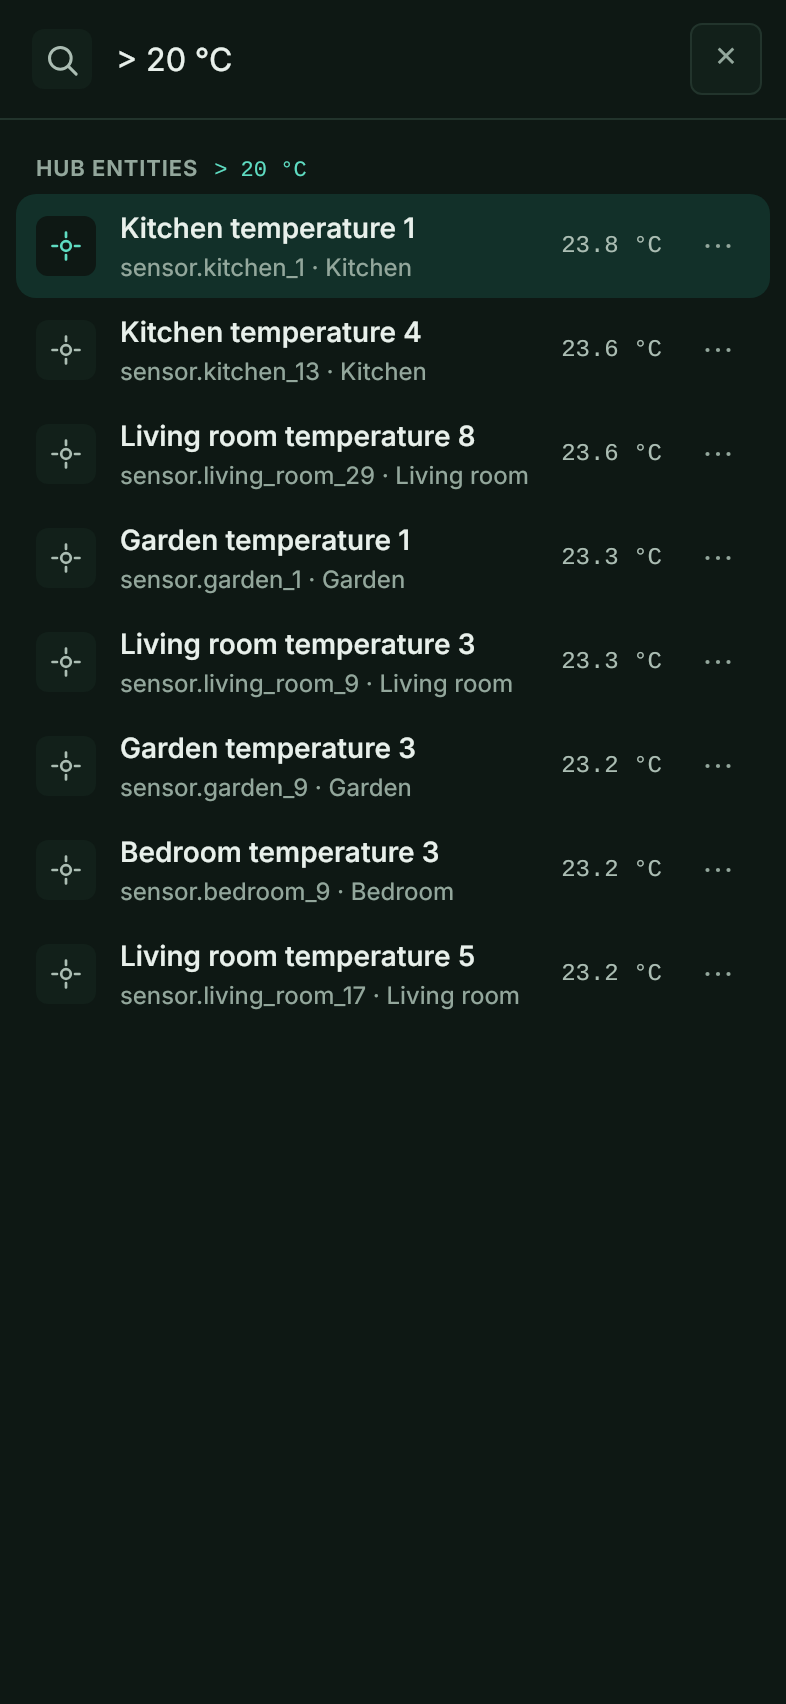 > 20 °C
×
HUB ENTITIES > 20 °C
Kitchen temperature 1
sensor.kitchen_1 · Kitchen
23.8 °C ...
Kitchen temperature 4
sensor.kitchen_13 · Kitchen
23.6 °C ...
Living room temperature 8
sensor.living_room_29 · Living room
23.6 °C ...
Garden temperature 1
sensor.garden_1 · Garden
23.3 °C ...
Living room temperature 3
sensor.living_room_9 · Living room
23.3 °C ...
Garden temperature 3
sensor.garden_9 · Garden
23.2 °C ...
Bedroom temperature 3
sensor.bedroom_9 · Bedroom
23.2 °C ...
Living room temperature 5
sensor.living_room_17 · Living room
23.2 °C ...